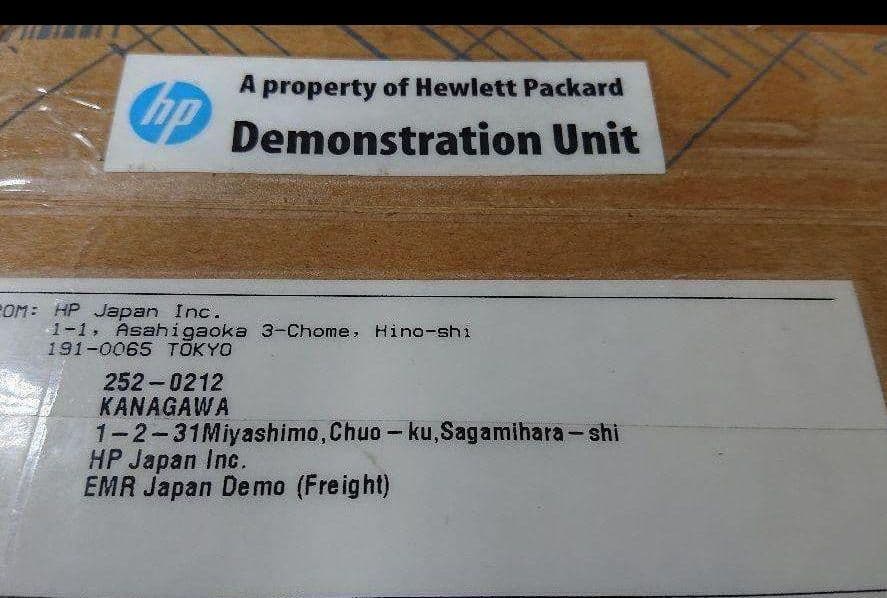 hp
A property of Hewlett Packard
Demonstration Unit
OM: HP Japan Inc.
1-1, Asahigaoka 3-Chome, Hino-shi
191-0065 TOKYO
252-0212
KANAGAWA
1-2-31Miyashimo,Chuo-ku,Sagamihara-shi
HP Japan Inc.
EMR Japan Demo (Freight)